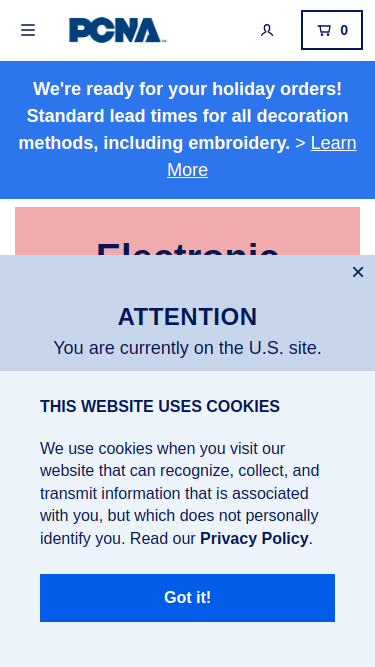 PCNA
0
We're ready for your holiday orders!
Standard lead times for all decoration
methods, including embroidery. > Learn
More
Electronic
×
ATTENTION
You are currently on the U.S. site.
THIS WEBSITE USES COOKIES
We use cookies when you visit our
website that can recognize, collect, and
transmit information that is associated
with you, but which does not personally
identify you. Read our Privacy Policy.
Got it!